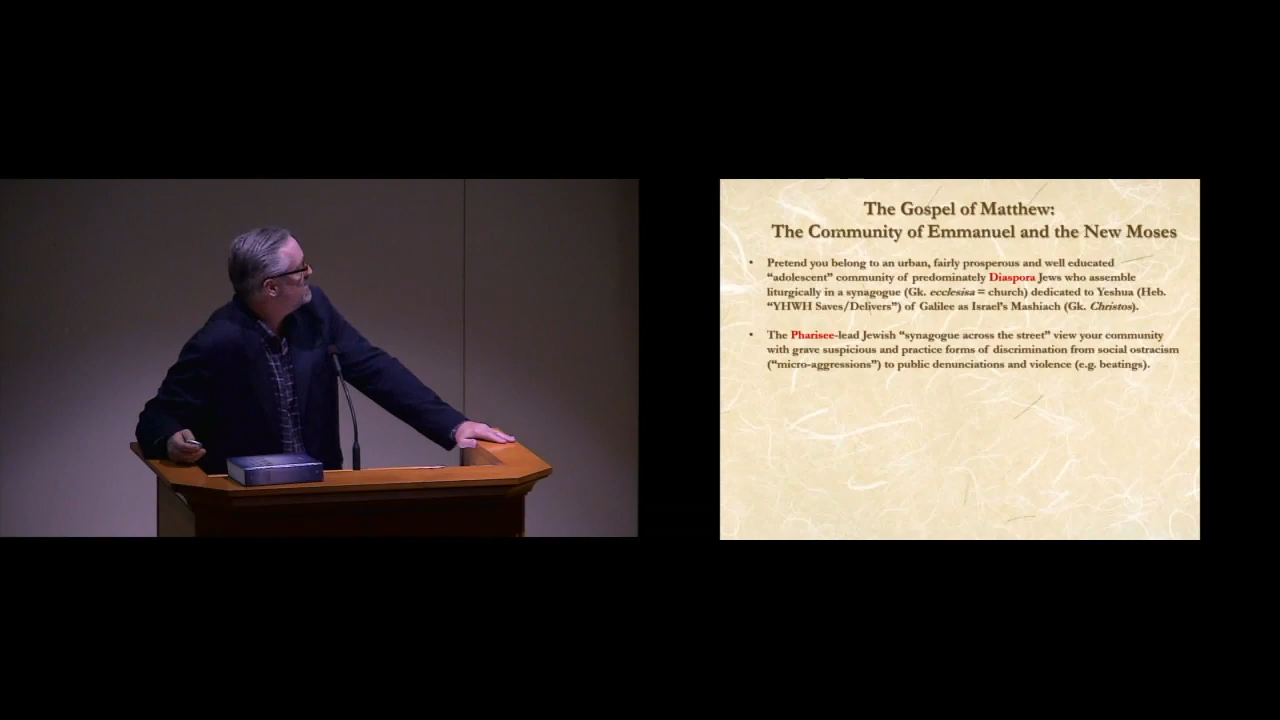 The Gospel of Matthew:
The Community of Emmanuel and the New Moses
• Pretend you belong to an urban, fairly prosperous and well educated
“adolescent” community of predominately Diaspora Jews who assemble
liturgically in a synagogue (Gk. ecclesisa = church) dedicated to Yeshua (Heb.
“YHWH Saves/Delivers”) of Galilee as Israel’s Mashiach (Gk. Christos).
• The Pharisee-lead Jewish “synagogue across the street” view your community
with grave suspicious and practice forms of discrimination from social ostracism
(“micro-aggressions”) to public denunciations and violence (e.g. beatings).